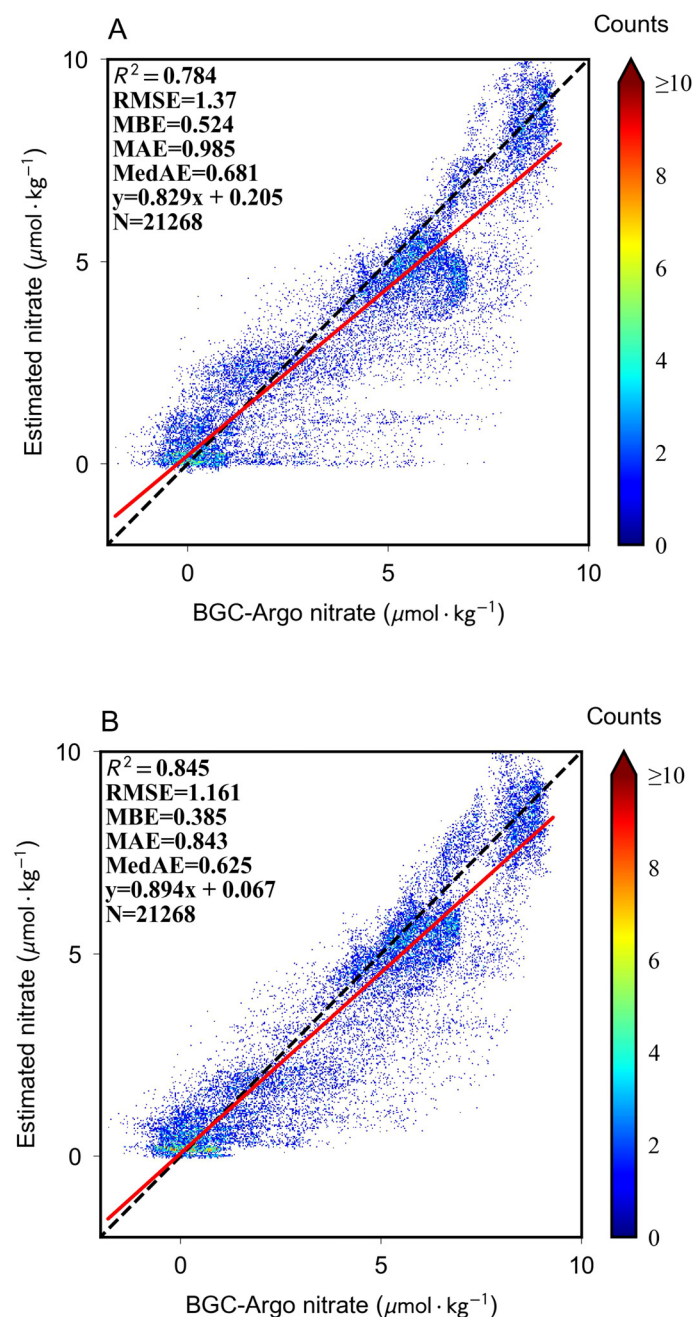 A
Counts
R² = 0.784
RMSE=1.37
MBE=0.524
MAE=0.985
MedAE=0.681
y=0.829x + 0.205
N=21268
10
5
0
Estimated nitrate (μmol·kg⁻¹)
0
5
10
BGC-Argo nitrate (μmol·kg⁻¹)
≥10
8
6
4
2
0
B
Counts
R² = 0.845
RMSE=1.161
MBE=0.385
MAE=0.843
MedAE=0.625
y=0.894x + 0.067
N=21268
10
5
0
Estimated nitrate (μmol·kg⁻¹)
0
5
10
BGC-Argo nitrate (μmol·kg⁻¹)
≥10
8
6
4
2
0